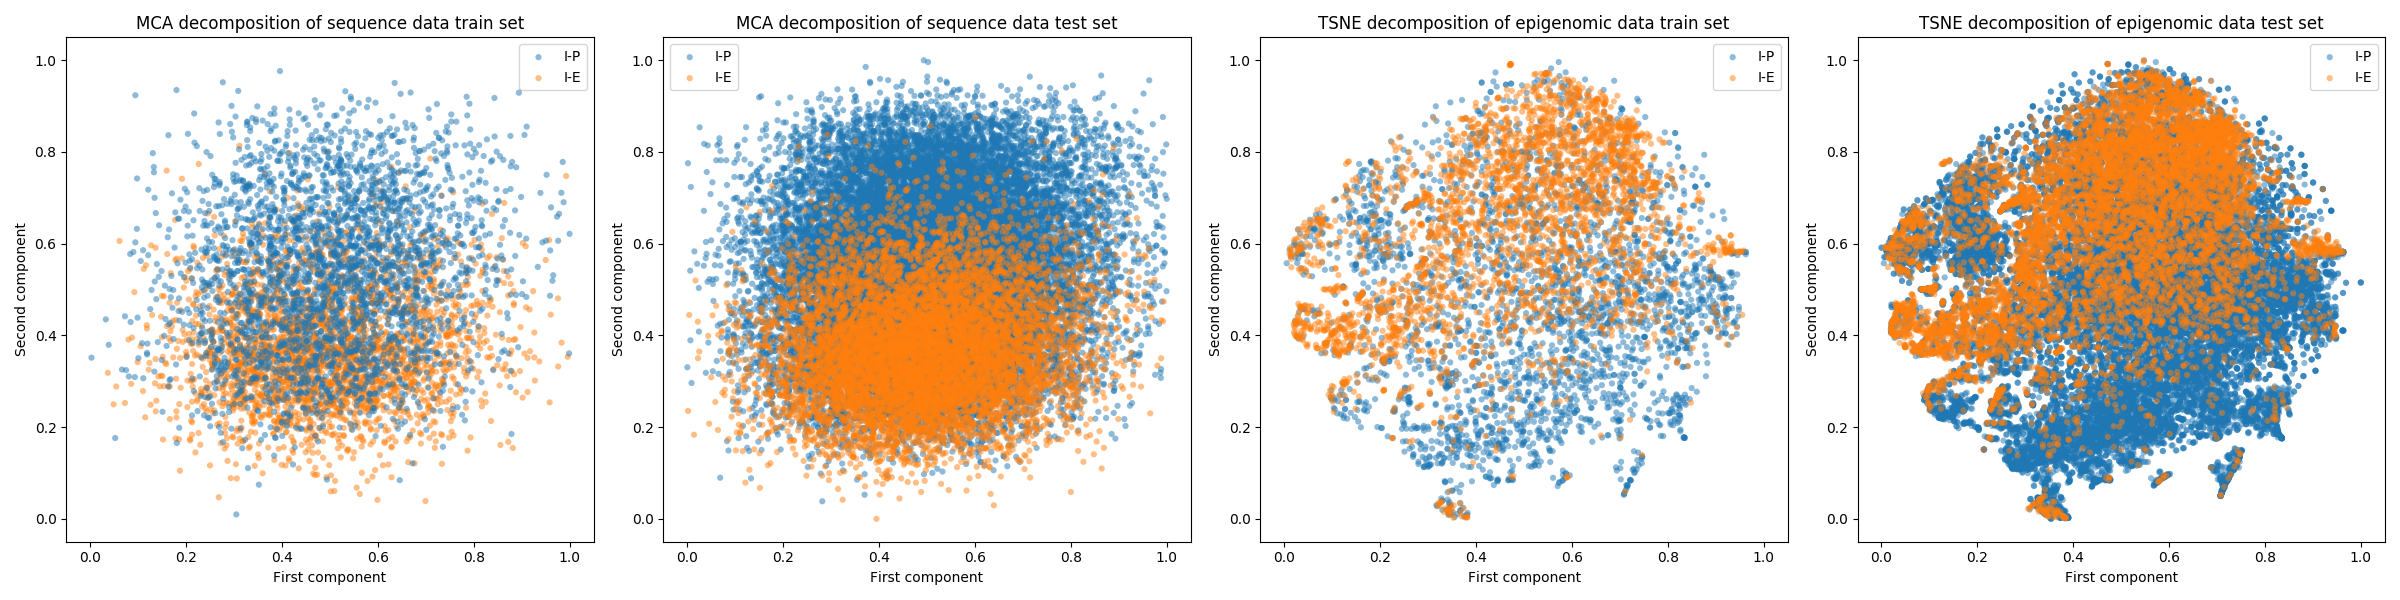 MCA decomposition of sequence data train set
I-P
I-E
1.0
0.8
0.6
0.4
0.2
0.0
Second component
0.0 0.2 0.4 0.6 0.8 1.0
First component
MCA decomposition of sequence data test set
I-P
I-E
1.0
0.8
0.6
0.4
0.2
0.0
Second component
0.0 0.2 0.4 0.6 0.8 1.0
First component
TSNE decomposition of epigenomic data train set
I-P
I-E
1.0
0.8
0.6
0.4
0.2
0.0
Second component
0.0 0.2 0.4 0.6 0.8 1.0
First component
TSNE decomposition of epigenomic data test set
I-P
I-E
1.0
0.8
0.6
0.4
0.2
0.0
Second component
0.0 0.2 0.4 0.6 0.8 1.0
First component